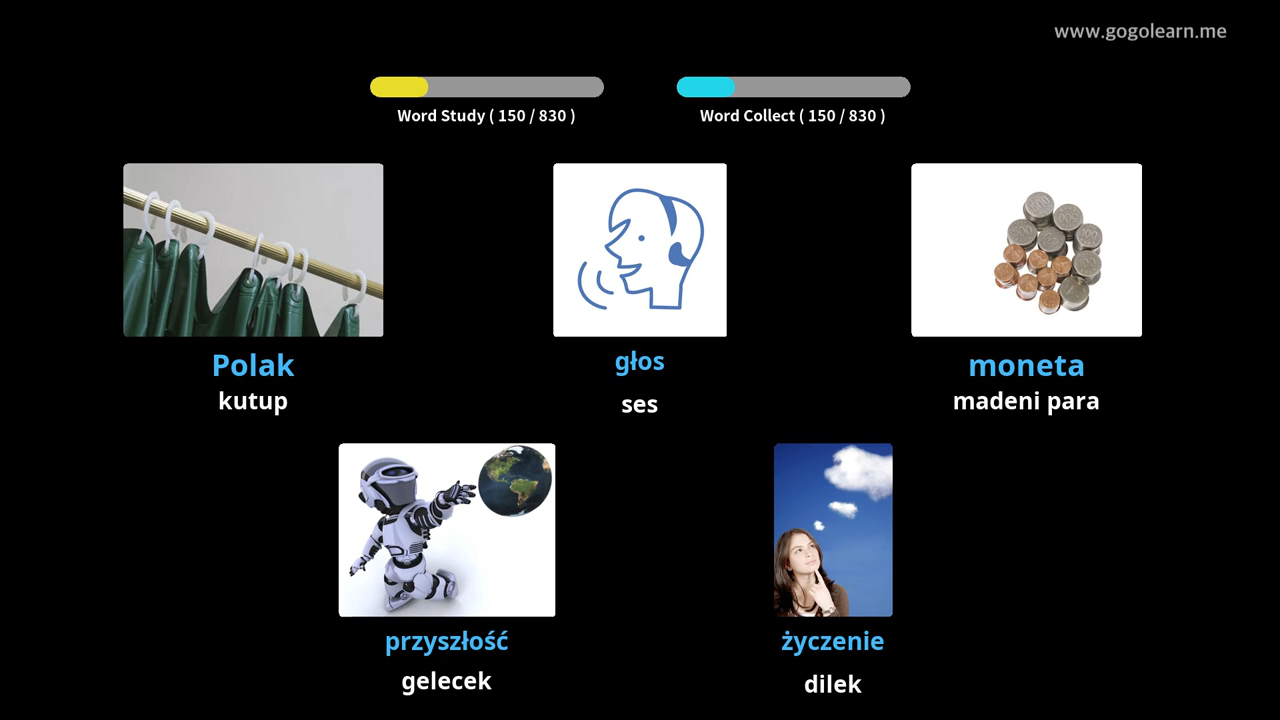 www.gogolearn.me
Word Study ( 150 / 830 )
Word Collect ( 150 / 830 )
Polak
kutup
głos
ses
moneta
madeni para
przyszłość
gelecek
życzenie
dilek